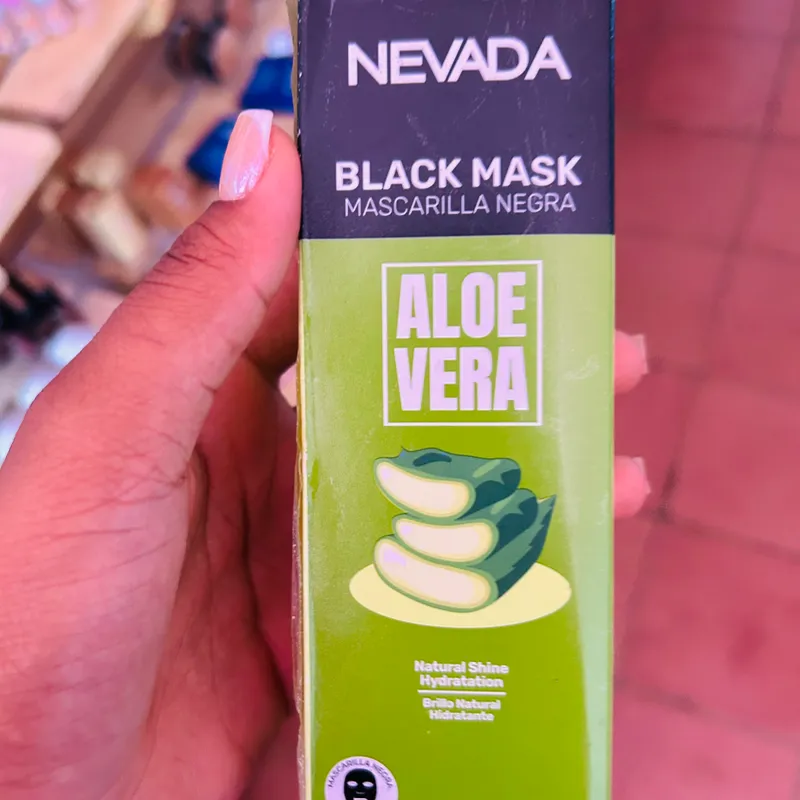 NEVADA
BLACK MASK
MASCARILLA NEGRA
ALOE
VERA
Natural Shine
Hydratation
Brillo Natural
Hidratante
MASCARILLA NEGRA